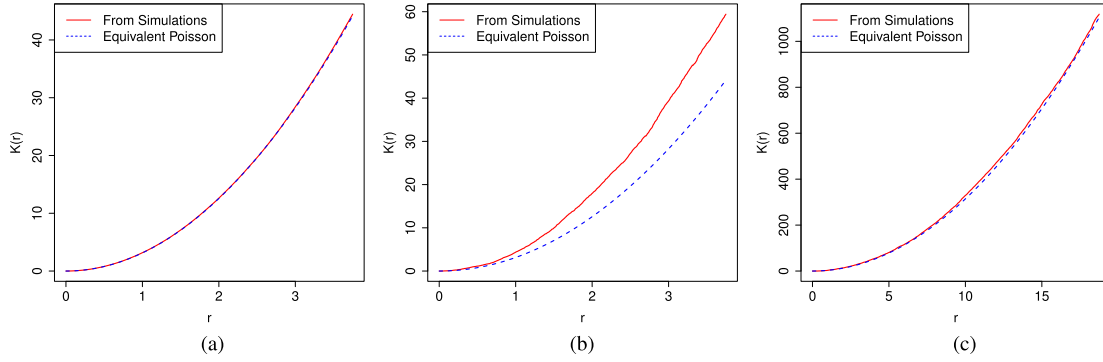 From Simulations
Equivalent Poisson
K(r)
0
10
20
30
40
0
1
2
3
r
(a)
From Simulations
Equivalent Poisson
K(r)
0
10
20
30
40
50
60
0
1
2
3
r
(b)
From Simulations
Equivalent Poisson
K(r)
0
200
400
600
800
1000
0
5
10
15
r
(c)